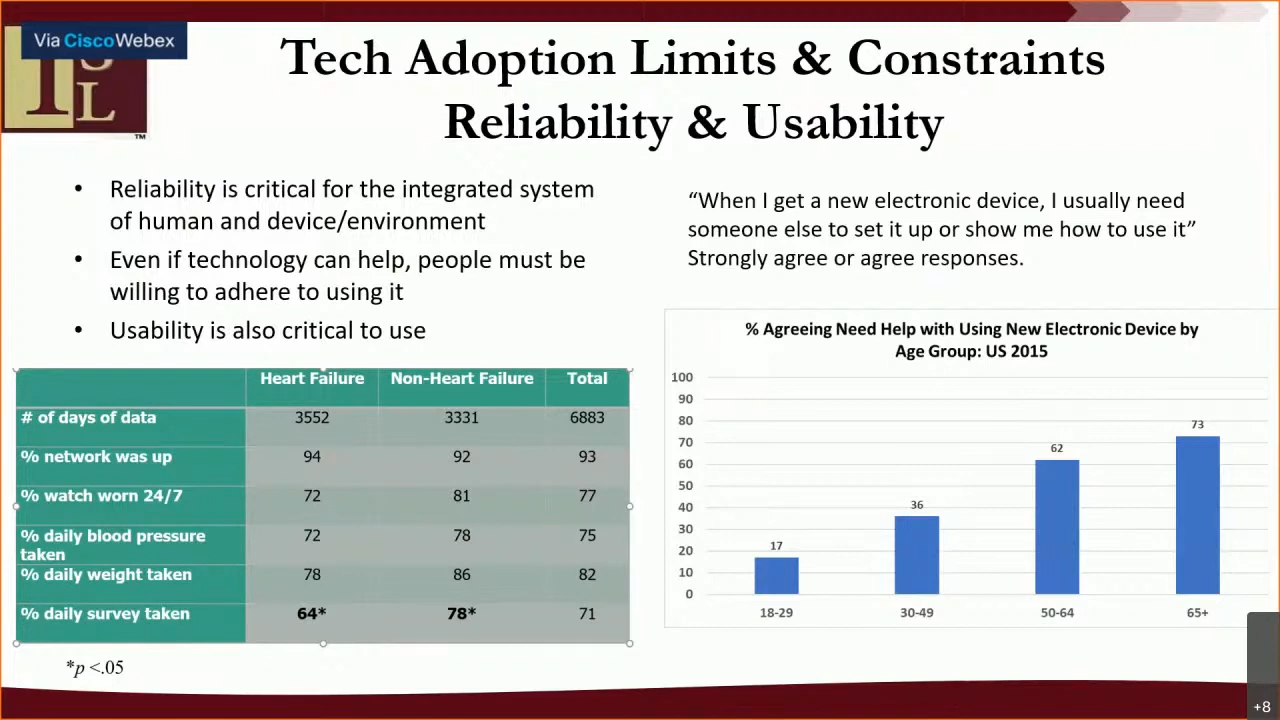 Via CiscoWebex
I S L
™
Tech Adoption Limits & Constraints
Reliability & Usability
• Reliability is critical for the integrated system
of human and device/environment
• Even if technology can help, people must be
willing to adhere to using it
• Usability is also critical to use
“When I get a new electronic device, I usually need
someone else to set it up or show me how to use it”
Strongly agree or agree responses.
Heart Failure Non-Heart Failure Total
# of days of data 3552 3331 6883
% network was up 94 92 93
% watch worn 24/7 72 81 77
% daily blood pressure
taken 72 78 75
% daily weight taken 78 86 82
% daily survey taken 64* 78* 71
*p <.05
% Agreeing Need Help with Using New Electronic Device by
Age Group: US 2015
100
90
80
70
60
50
40
30
20
10
0
17 36 62 73
18-29 30-49 50-64 65+
+8